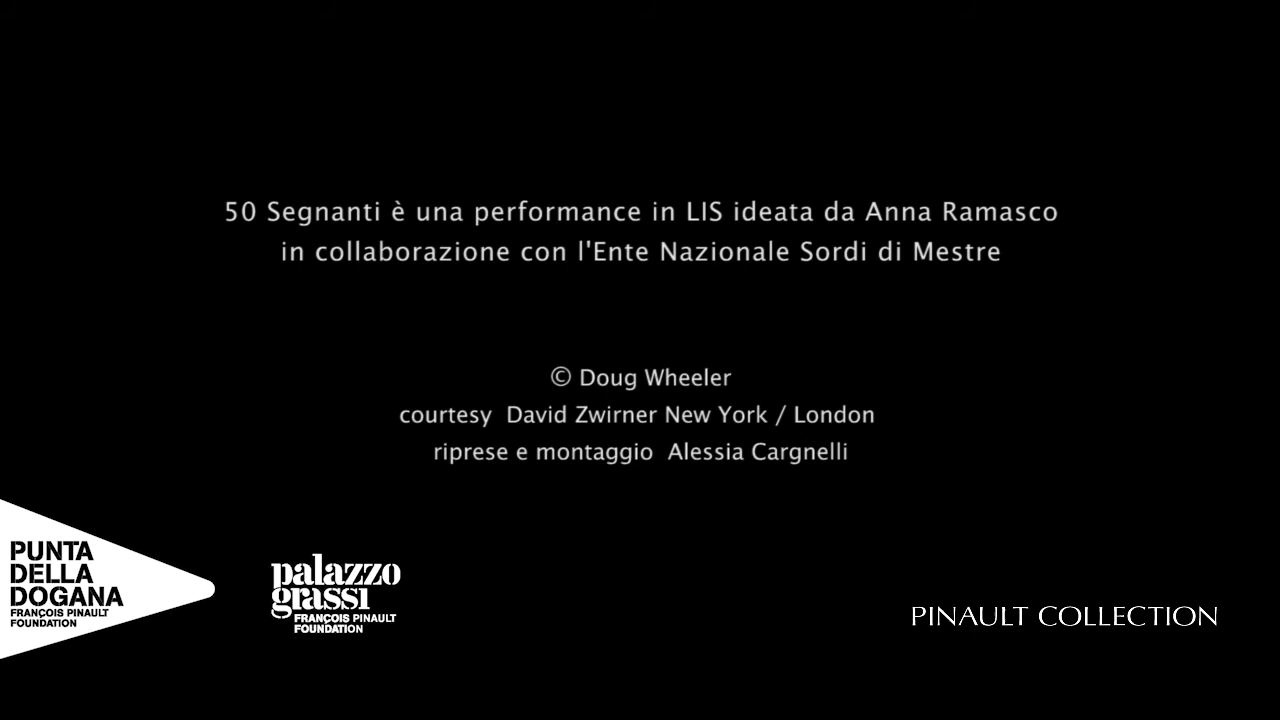 50 Segnanti è una performance in LIS ideata da Anna Ramasco
in collaborazione con l'Ente Nazionale Sordi di Mestre
© Doug Wheeler
courtesy David Zwirner New York / London
riprese e montaggio Alessia Cargnelli
PUNTA
DELLA
DOGANA
FRANÇOIS PINAULT
FOUNDATION
palazzo
grassi
FRANÇOIS PINAULT
FOUNDATION
PINAULT COLLECTION